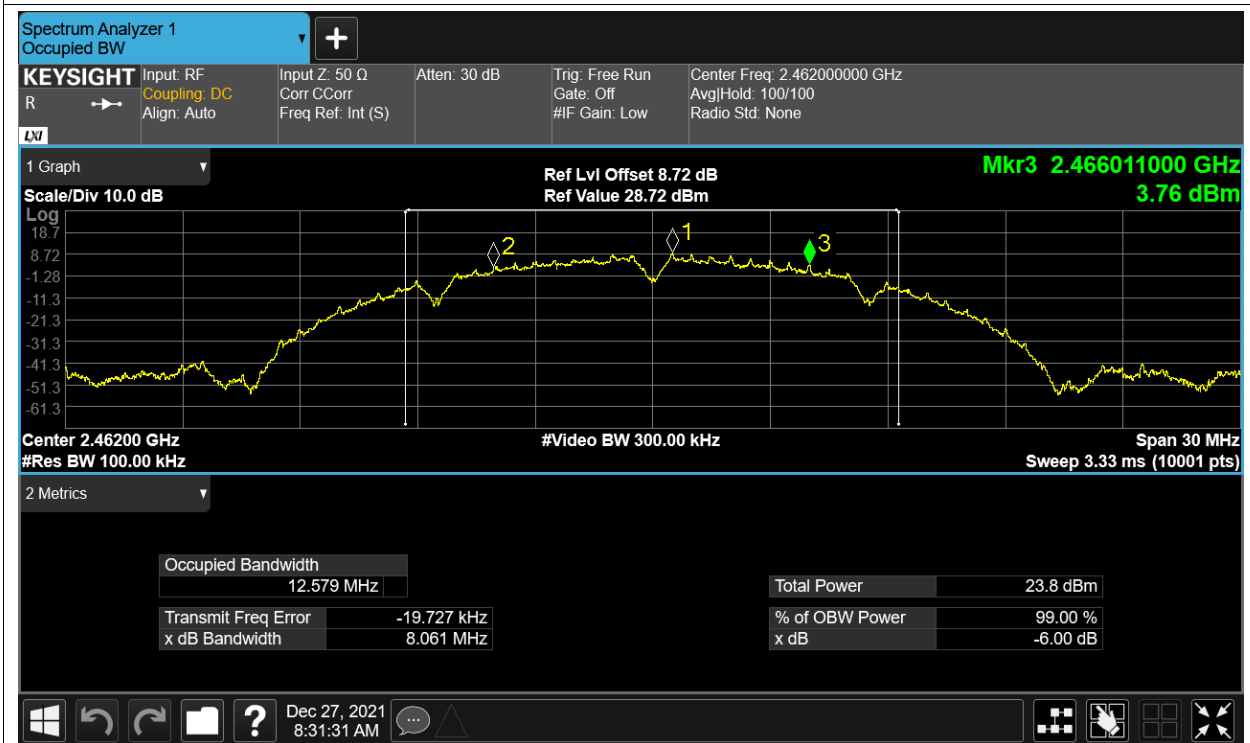 Spectrum Analyzer 1
Occupied BW
KEYSIGHT
R
LXI
Input: RF
Coupling: DC
Align: Auto
Input Z: 50 Ω
Corr CCorr
Freq Ref: Int (S)
Atten: 30 dB
Trig: Free Run
Gate: Off
#IF Gain: Low
Center Freq: 2.462000000 GHz
Avg|Hold: 100/100
Radio Std: None
1 Graph
Scale/Div 10.0 dB
Ref Lvl Offset 8.72 dB
Ref Value 28.72 dBm
Mkr3 2.466011000 GHz
3.76 dBm
Log
18.7
8.72
-1.28
-11.3
-21.3
-31.3
-41.3
-51.3
-61.3
2
1
3
Center 2.46200 GHz
#Res BW 100.00 kHz
#Video BW 300.00 kHz
Span 30 MHz
Sweep 3.33 ms (10001 pts)
2 Metrics
Occupied Bandwidth
12.579 MHz
Transmit Freq Error -19.727 kHz
x dB Bandwidth 8.061 MHz
Total Power 23.8 dBm
% of OBW Power 99.00 %
x dB -6.00 dB
?
Dec 27, 2021
8:31:31 AM